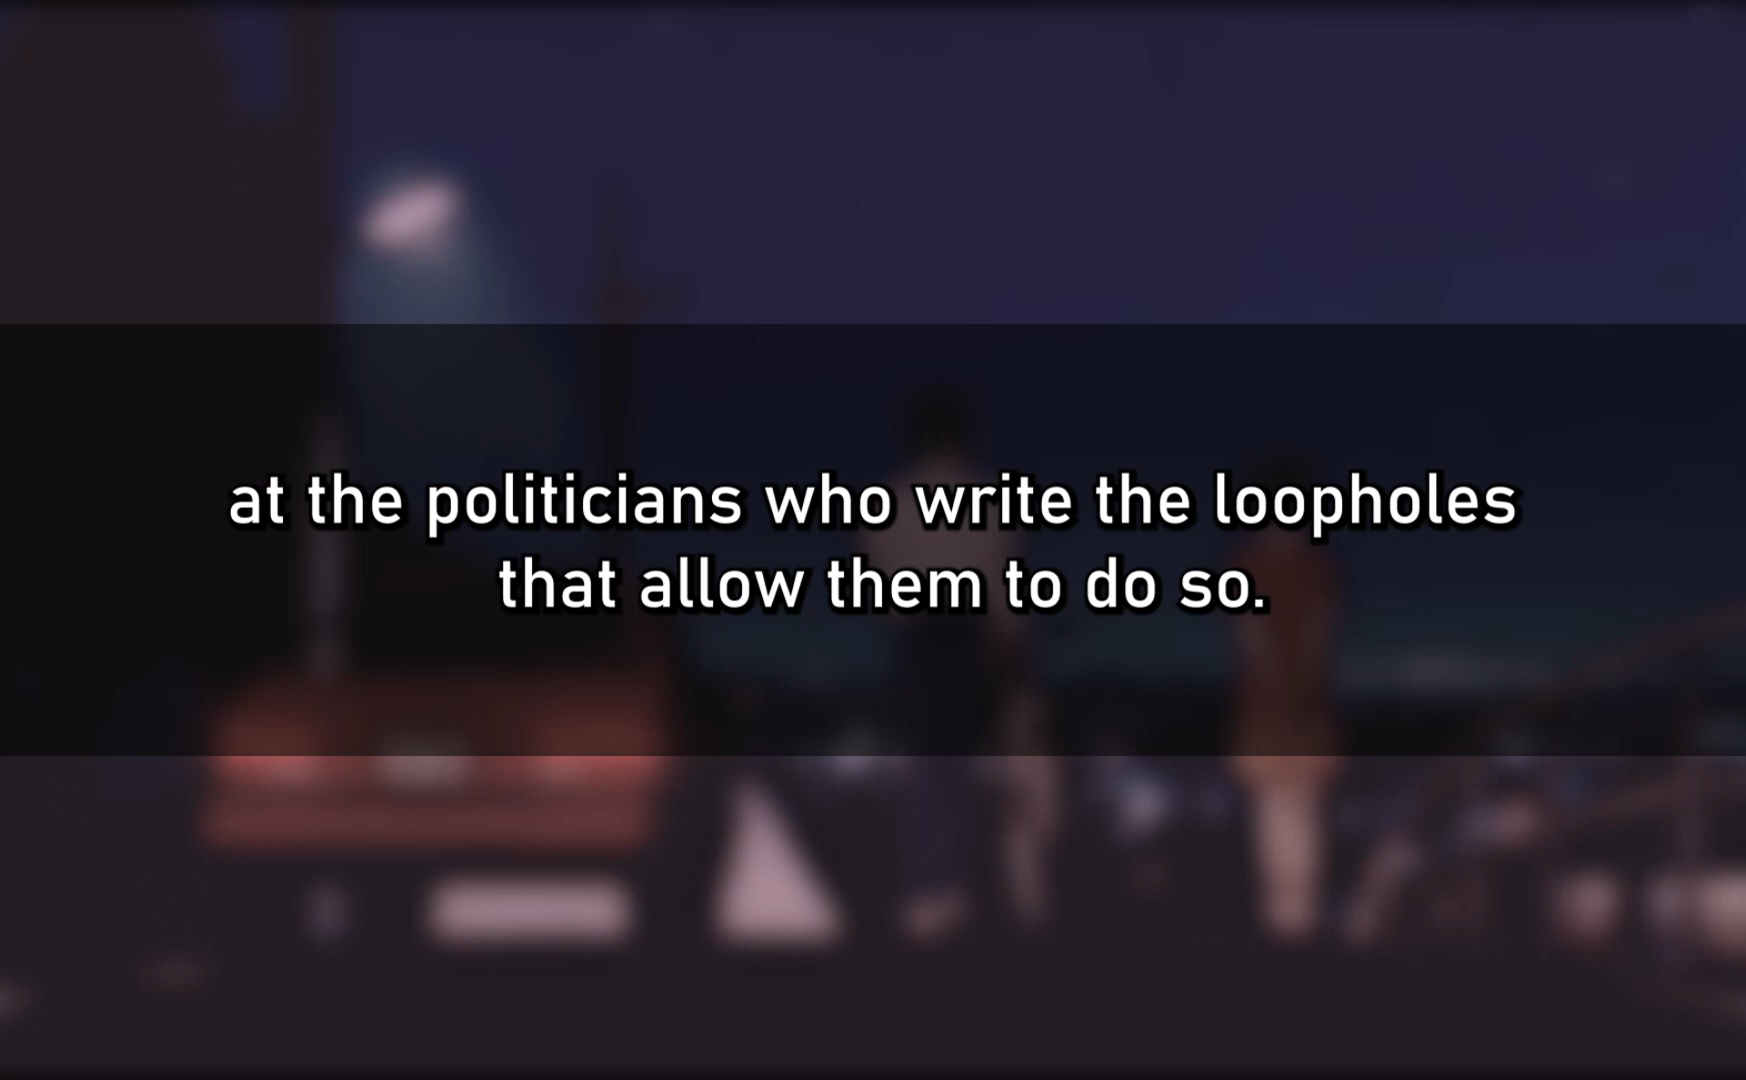 at the politicians who write the loopholes
that allow them to do so.